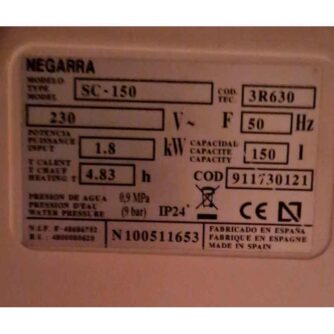 NEGARRA
MODELO
TYPE
MODEL
SC-150
COD.
TEC.
3R630
230 V~ F 50 Hz
POTENCIA
PUISSANCE
INPUT
1.8 kW
CAPACIDAD
CAPACITE
CAPACITY
150 l
T CALENT
T CHAUF
HEATING T
4.83 h
COD 911730121
PRESION DE AGUA
PRESSION D'EAU
WATER PRESSURE
0,9 MPa
(9 bar)
IP24
CE
N100511653
FABRICADO EN ESPAÑA
FABRIQUE EN ESPAGNE
MADE IN SPAIN